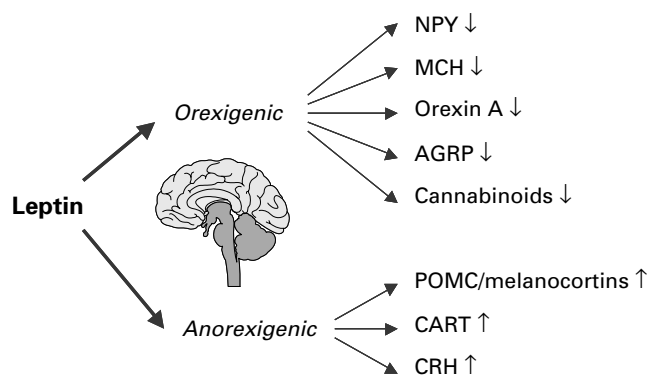 NPY ↓
MCH ↓
Orexigenic
Orexin A ↓
AGRP ↓
Cannabinoids ↓
Leptin
POMC/melanocortins ↑
Anorexigenic
CART ↑
CRH ↑